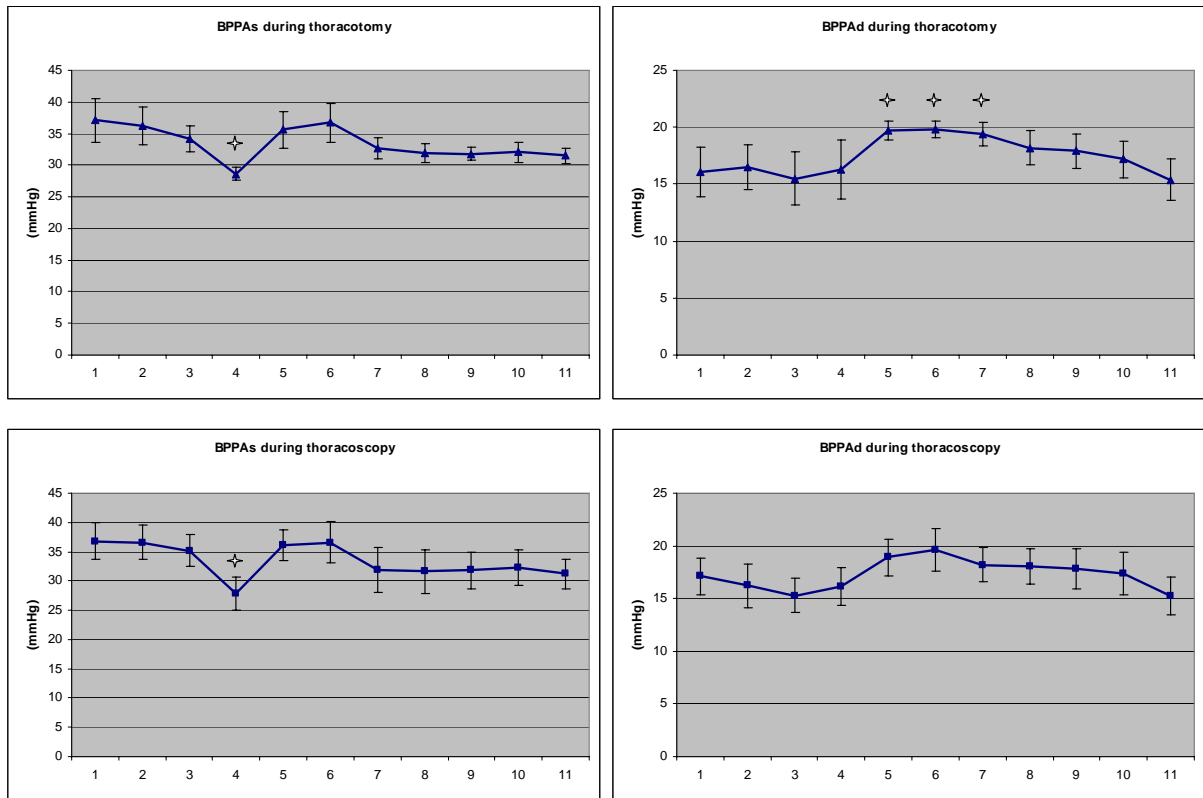 BPPAs during thoracotomy
45
40
35
30
25
20
15
10
5
0
(mmHg)
1 2 3 4 5 6 7 8 9 10 11
BPPAd during thoracotomy
25
20
15
10
5
0
(mmHg)
1 2 3 4 5 6 7 8 9 10 11
BPPAs during thoracoscopy
45
40
35
30
25
20
15
10
5
0
(mmHg)
1 2 3 4 5 6 7 8 9 10 11
BPPAd during thoracoscopy
25
20
15
10
5
0
(mmHg)
1 2 3 4 5 6 7 8 9 10 11